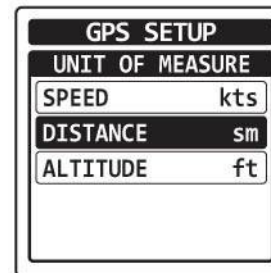 GPS SETUP
UNIT OF MEASURE
SPEED kts
DISTANCE sm
ALTITUDE ft